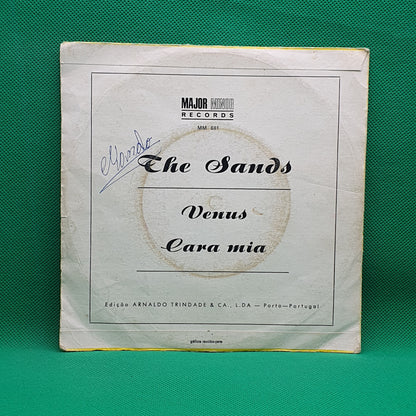 MAJOR MINOR
RECORDS
MM 681
The Sands
Venus
Cara mia
Edição ARNALDO TRINDADE & CA., L.DA — Porto—Portugal